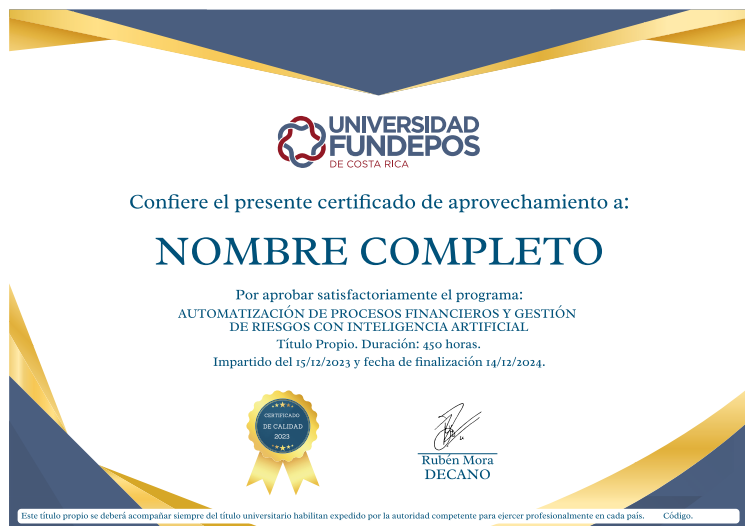 UNIVERSIDAD
FUNDEPOS
DE COSTA RICA
Confiere el presente certificado de aprovechamiento a:
NOMBRE COMPLETO
Por aprobar satisfactoriamente el programa:
AUTOMATIZACIÓN DE PROCESOS FINANCIEROS Y GESTIÓN
DE RIESGOS CON INTELIGENCIA ARTIFICIAL
Título Propio. Duración: 450 horas.
Impartido del 15/12/2023 y fecha de finalización 14/12/2024.
CERTIFICADO
DE CALIDAD
2023
Rubén Mora
DECANO
Este título propio se deberá acompañar siempre del título universitario habilitan expedido por la autoridad competente para ejercer profesionalmente en cada país. Código.